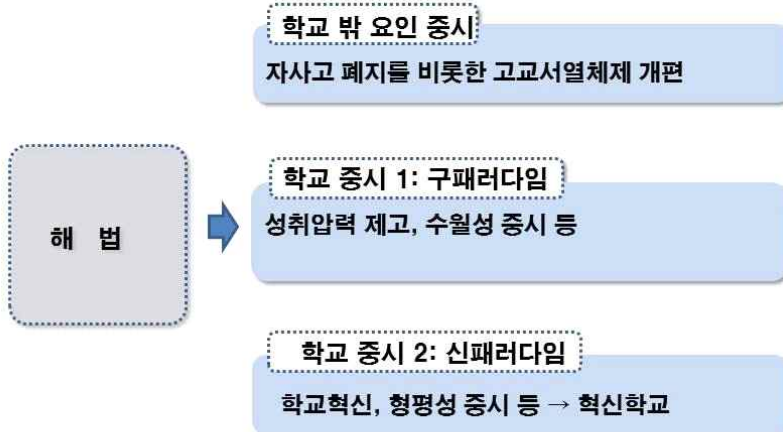 학교 밖 요인 중시
자사고 폐지를 비롯한 고교서열체제 개편
해 법
학교 중시 1: 구패러다임
성취압력 제고, 수월성 중시 등
학교 중시 2: 신패러다임
학교혁신, 형평성 중시 등 → 혁신학교